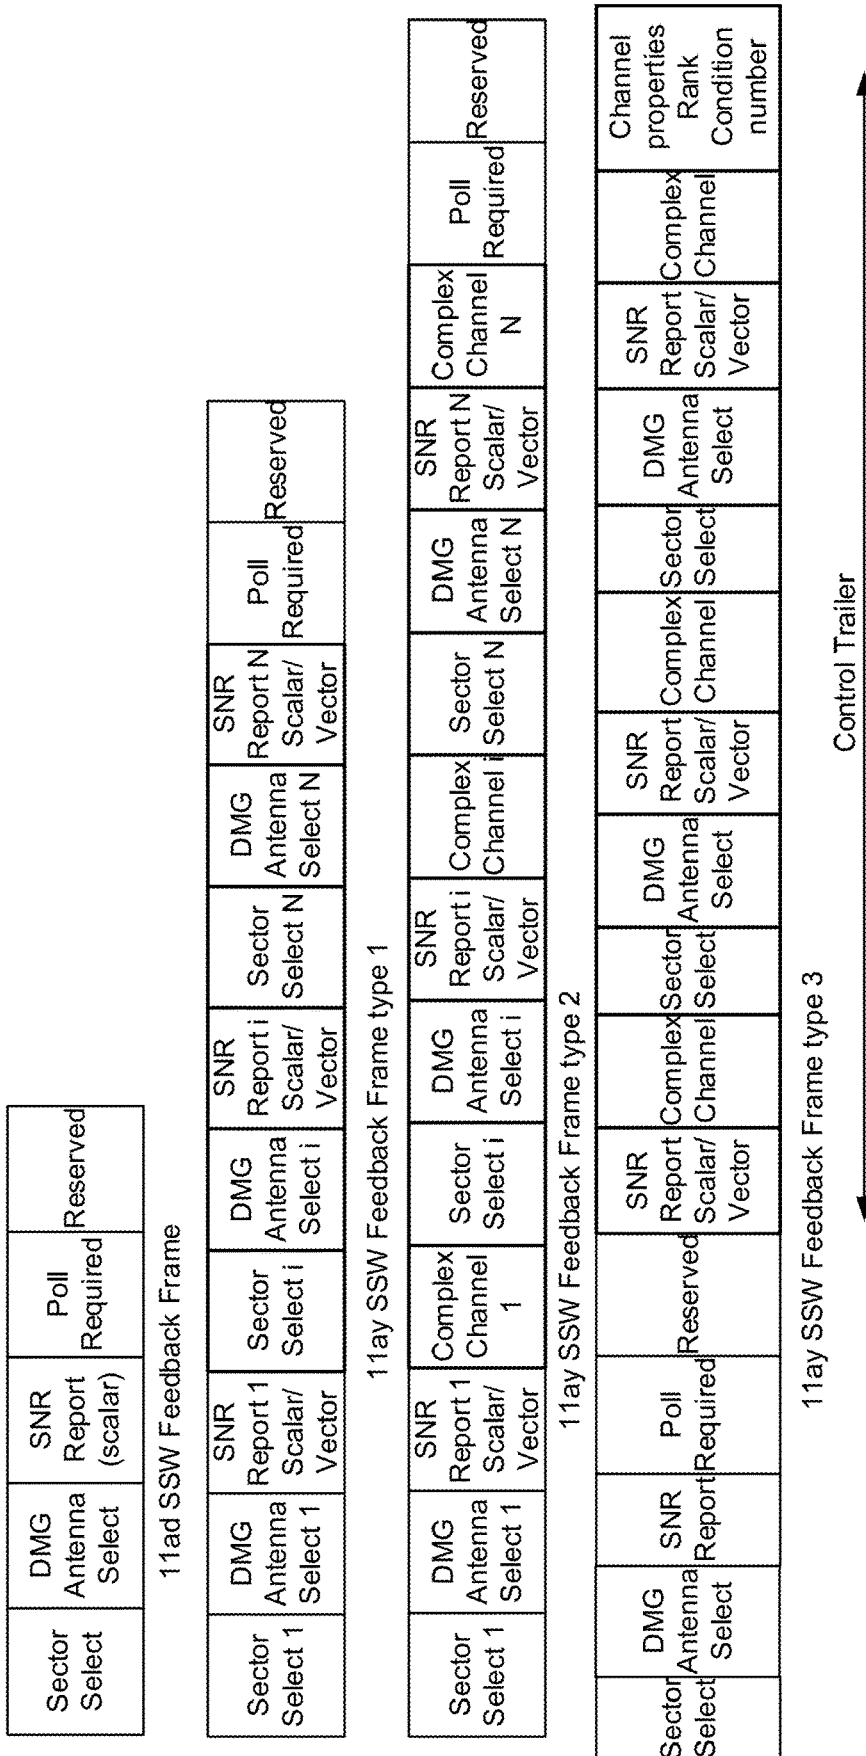 Sector
Select
DMG
Antenna
Select
SNR
Report
(scalar)
Poll
Required
Reserved
11ad SSW Feedback Frame
Sector
Select 1
DMG
Antenna
Select 1
SNR
Report 1
Scalar/
Vector
Sector
Select i
DMG
Antenna
Select i
SNR
Report i
Scalar/
Vector
Sector
Select N
DMG
Antenna
Select N
SNR
Report N
Scalar/
Vector
Poll
Required
Reserved
11ay SSW Feedback Frame type 1
Sector
Select 1
DMG
Antenna
Select 1
SNR
Report 1
Scalar/
Vector
Complex
Channel
1
Sector
Select i
DMG
Antenna
Select i
SNR
Report i
Scalar/
Vector
Complex
Channel i
Sector
Select N
DMG
Antenna
Select N
SNR
Report N
Scalar/
Vector
Complex
Channel
N
Poll
Required
Reserved
11ay SSW Feedback Frame type 2
Sector
Select
DMG
Antenna
Select
SNR
Report
Poll
Required
Reserved
SNR
Report
Scalar/
Vector
Complex
Channel
Sector
Select
DMG
Antenna
Select
SNR
Report
Scalar/
Vector
Complex
Channel
Sector
Select
DMG
Antenna
Select
SNR
Report
Scalar/
Vector
Complex
Channel
Channel
properties
Rank
Condition
number
11ay SSW Feedback Frame type 3
Control Trailer